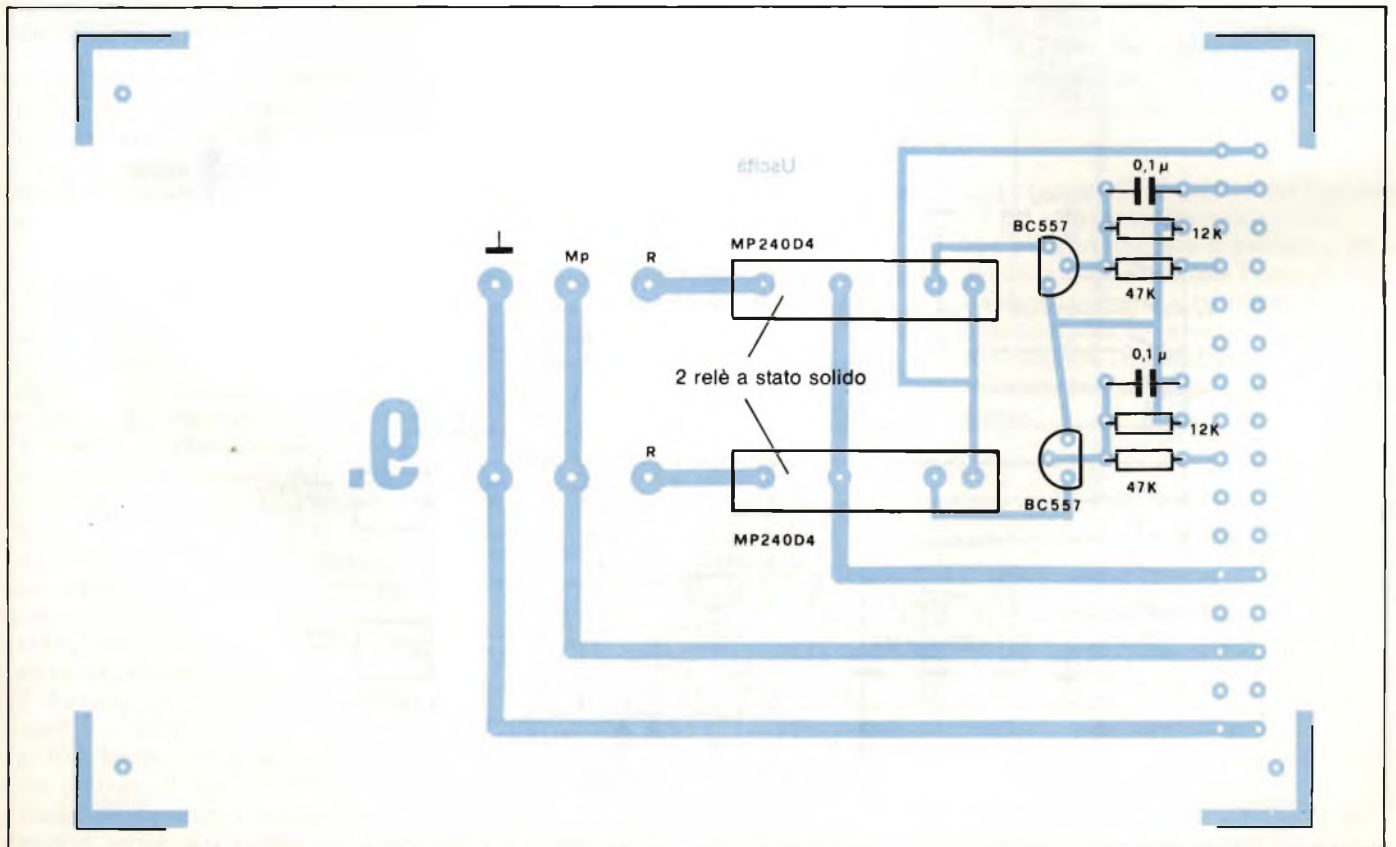 Uscita
0,1 µ
BC557
12K
MP240D4
47K
Mp
R
0,1 µ
2 relè a stato solido
9.
12K
R
47K
BC557
MP240D4